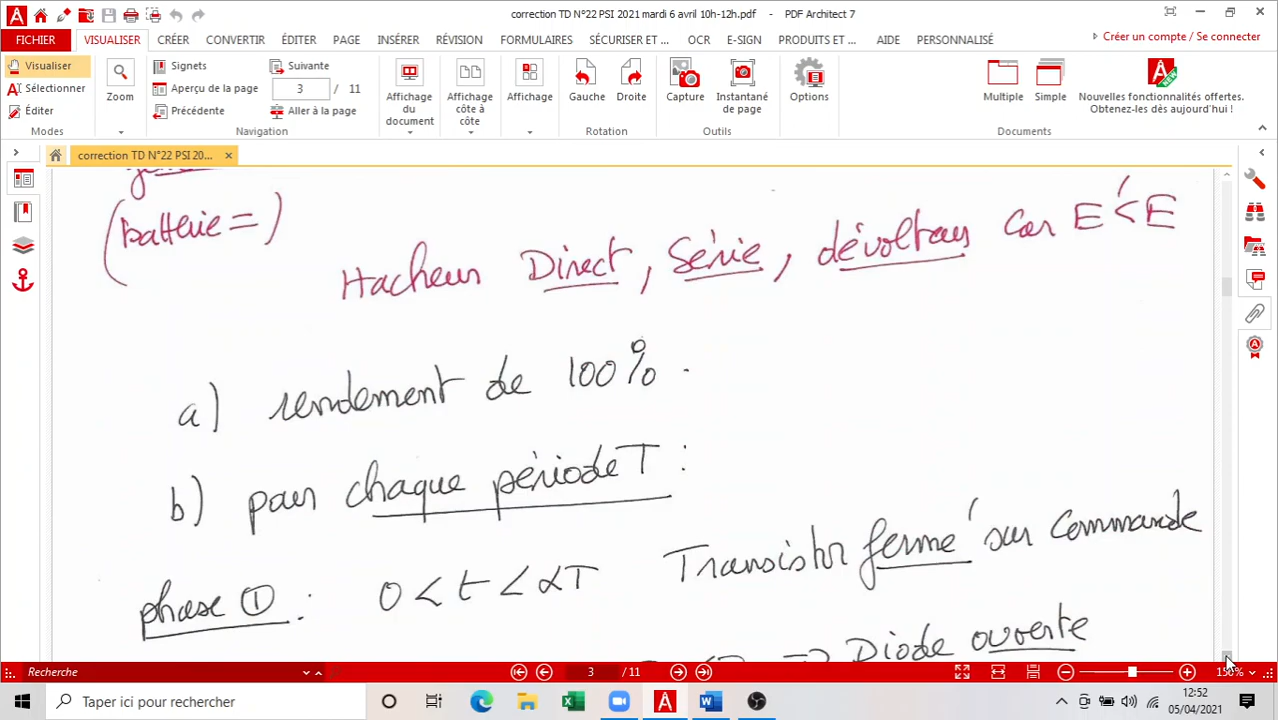 correction TD N°22 PSI 2021 mardi 6 avril 10h-12h.pdf - PDF Architect 7
FICHIER VISUALISER CRÉER CONVERTIR ÉDITER PAGE INSÉRER RÉVISION FORMULAIRES SÉCURISER ET ... OCR E-SIGN PRODUITS ET ... AIDE PERSONNALISÉ Créer un compte / Se connecter
Visualiser
Sélectionner
Éditer
Modes
Zoom
Signets
Aperçu de la page
Précédente
Suivante
3 / 11
Aller à la page
Navigation
Affichage du document
Affichage côte à côte
Affichage
Gauche
Droite
Rotation
Capture
Instantané de page
Outils
Options
Multiple
Simple
Nouvelles fonctionnalités offertes.
Obtenez-les dès aujourd'hui !
Documents
correction TD N°22 PSI 20...
(batterie =)
Hacheur Direct, Série, dévolteur car E' < E
a) rendement de 100%.
b) pour chaque période T :
phase ① : 0 < t < αT Transistor fermé sur commande
⇒ Diode ouverte
Recherche
3 / 11
150%
Taper ici pour rechercher
12:52
05/04/2021